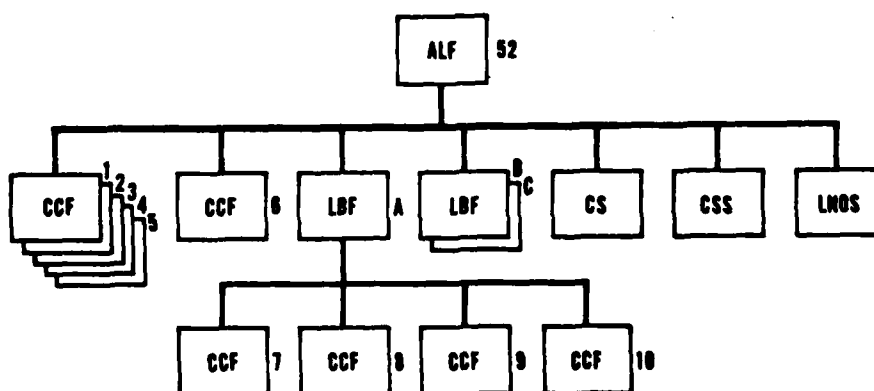 ALF 52
1
2
3
4
5
CCF
CCF 6
LBF A
B
C
LBF
CS
CSS
LNOS
CCF 7
CCF 8
CCF 9
CCF 10